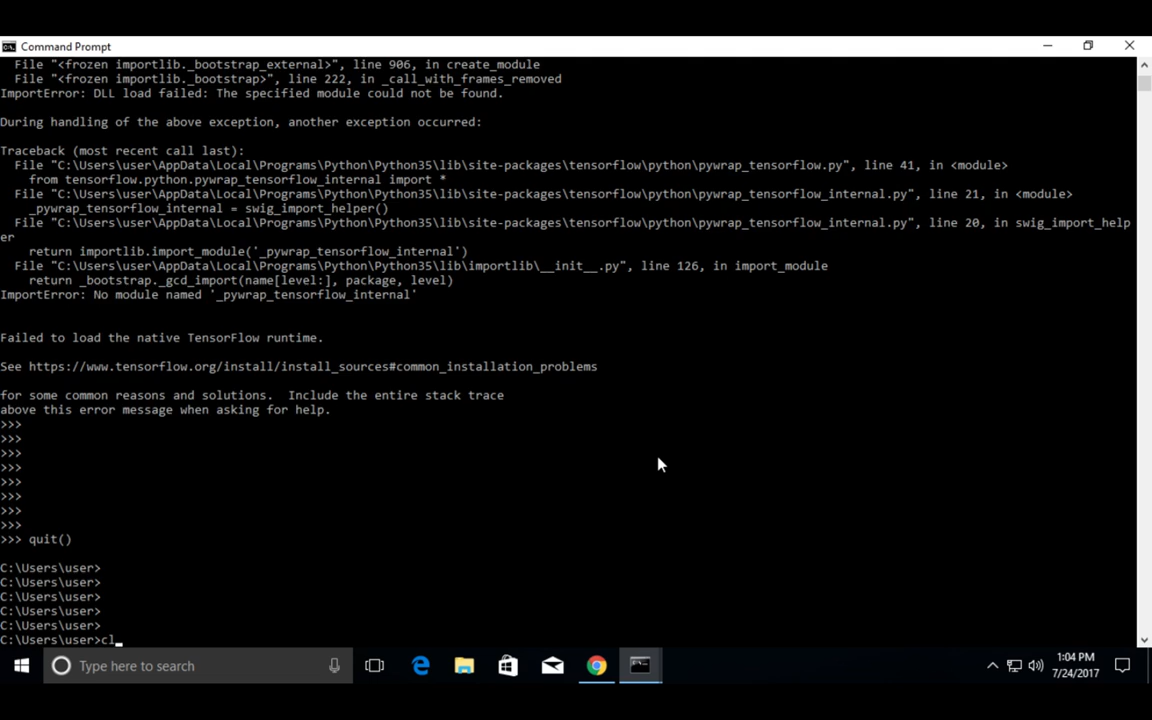 Command Prompt
File "<frozen importlib._bootstrap_external>", line 906, in create_module
File "<frozen importlib._bootstrap>", line 222, in _call_with_frames_removed
ImportError: DLL load failed: The specified module could not be found.
During handling of the above exception, another exception occurred:
Traceback (most recent call last):
File "C:\Users\user\AppData\Local\Programs\Python\Python35\lib\site-packages\tensorflow\python\pywrap_tensorflow.py", line 41, in <module>
from tensorflow.python.pywrap_tensorflow_internal import *
File "C:\Users\user\AppData\Local\Programs\Python\Python35\lib\site-packages\tensorflow\python\pywrap_tensorflow_internal.py", line 21, in <module>
_pywrap_tensorflow_internal = swig_import_helper()
File "C:\Users\user\AppData\Local\Programs\Python\Python35\lib\site-packages\tensorflow\python\pywrap_tensorflow_internal.py", line 20, in swig_import_help
er
return importlib.import_module('_pywrap_tensorflow_internal')
File "C:\Users\user\AppData\Local\Programs\Python\Python35\lib\importlib\__init__.py", line 126, in import_module
return _bootstrap._gcd_import(name[level:], package, level)
ImportError: No module named '_pywrap_tensorflow_internal'
Failed to load the native TensorFlow runtime.
See https://www.tensorflow.org/install/install_sources#common_installation_problems
for some common reasons and solutions.  Include the entire stack trace
above this error message when asking for help.
>>>
>>>
>>>
>>>
>>>
>>>
>>>
>>>
>>> quit()
C:\Users\user>
C:\Users\user>
C:\Users\user>
C:\Users\user>
C:\Users\user>
C:\Users\user>cl
Type here to search
1:04 PM
7/24/2017